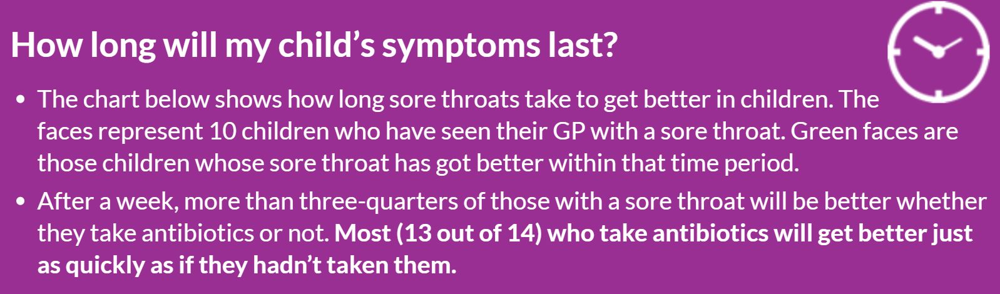 How long will my child’s symptoms last?
• The chart below shows how long sore throats take to get better in children. The
faces represent 10 children who have seen their GP with a sore throat. Green faces are
those children whose sore throat has got better within that time period.
• After a week, more than three-quarters of those with a sore throat will be better whether
they take antibiotics or not. Most (13 out of 14) who take antibiotics will get better just
as quickly as if they hadn’t taken them.